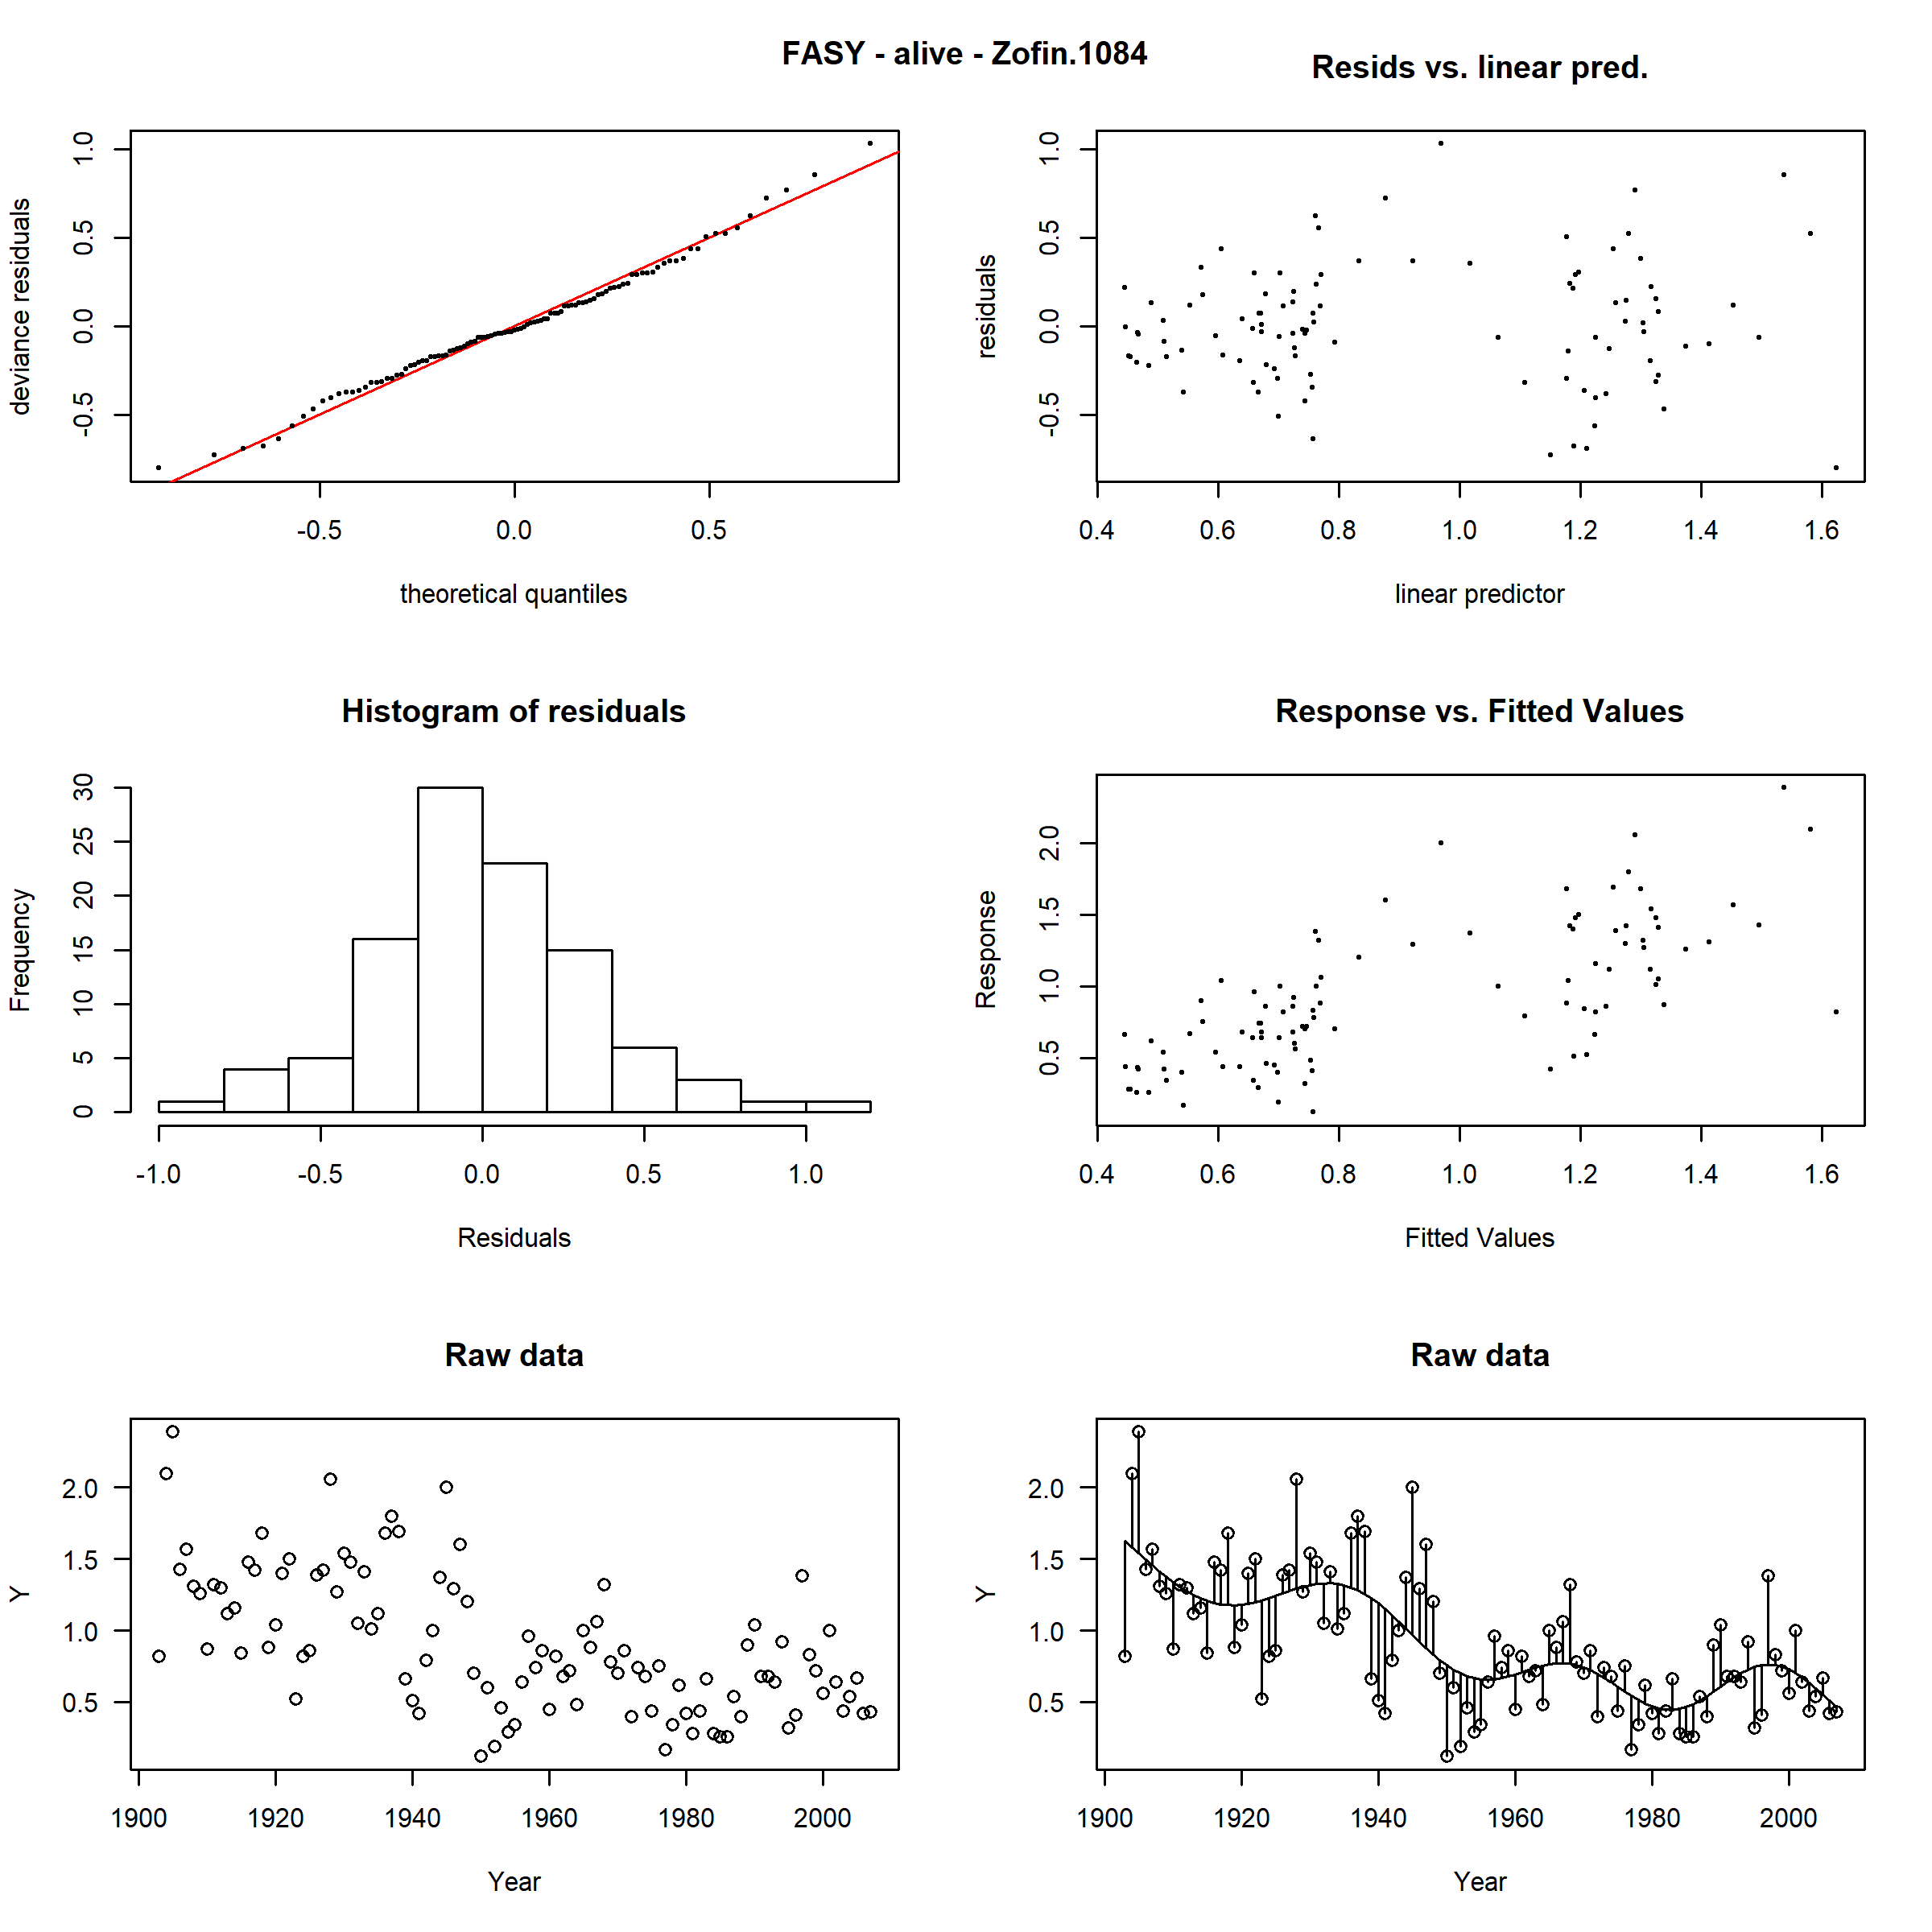 FASY - alive - Zofin.1084
Resids vs. linear pred.
deviance residuals
-0.5 0.0 0.5 1.0
-0.5 0.0 0.5
theoretical quantiles
residuals
-0.5 0.0 0.5 1.0
0.4 0.6 0.8 1.0 1.2 1.4 1.6
linear predictor
Histogram of residuals
Frequency
0 5 10 15 20 25 30
-1.0 -0.5 0.0 0.5 1.0
Residuals
Response vs. Fitted Values
Response
0.5 1.0 1.5 2.0
0.4 0.6 0.8 1.0 1.2 1.4 1.6
Fitted Values
Raw data
Y
2.0
1.5
1.0
0.5
1900 1920 1940 1960 1980 2000
Year
Raw data
Y
2.0
1.5
1.0
0.5
1900 1920 1940 1960 1980 2000
Year